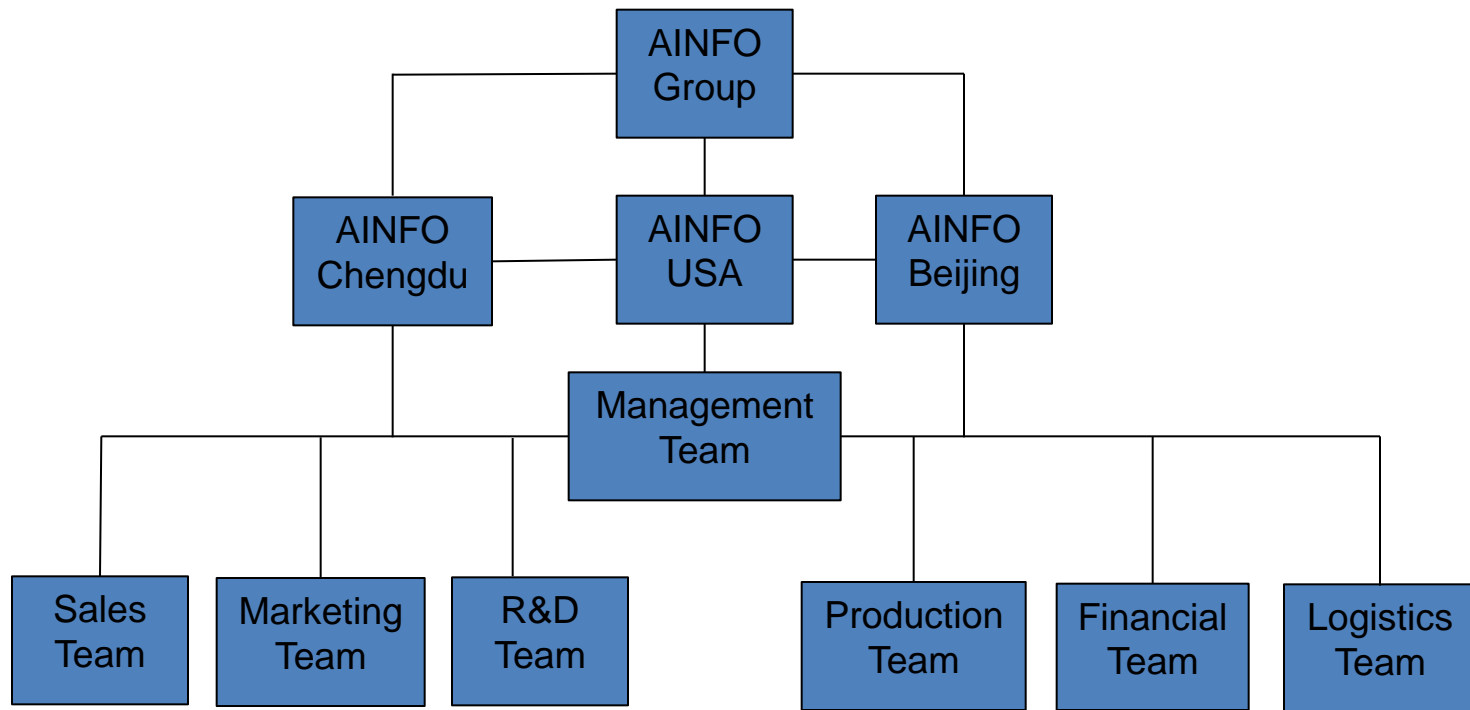 AINFO
Group
AINFO
Chengdu
AINFO
USA
AINFO
Beijing
Management
Team
Sales
Team
Marketing
Team
R&D
Team
Production
Team
Financial
Team
Logistics
Team